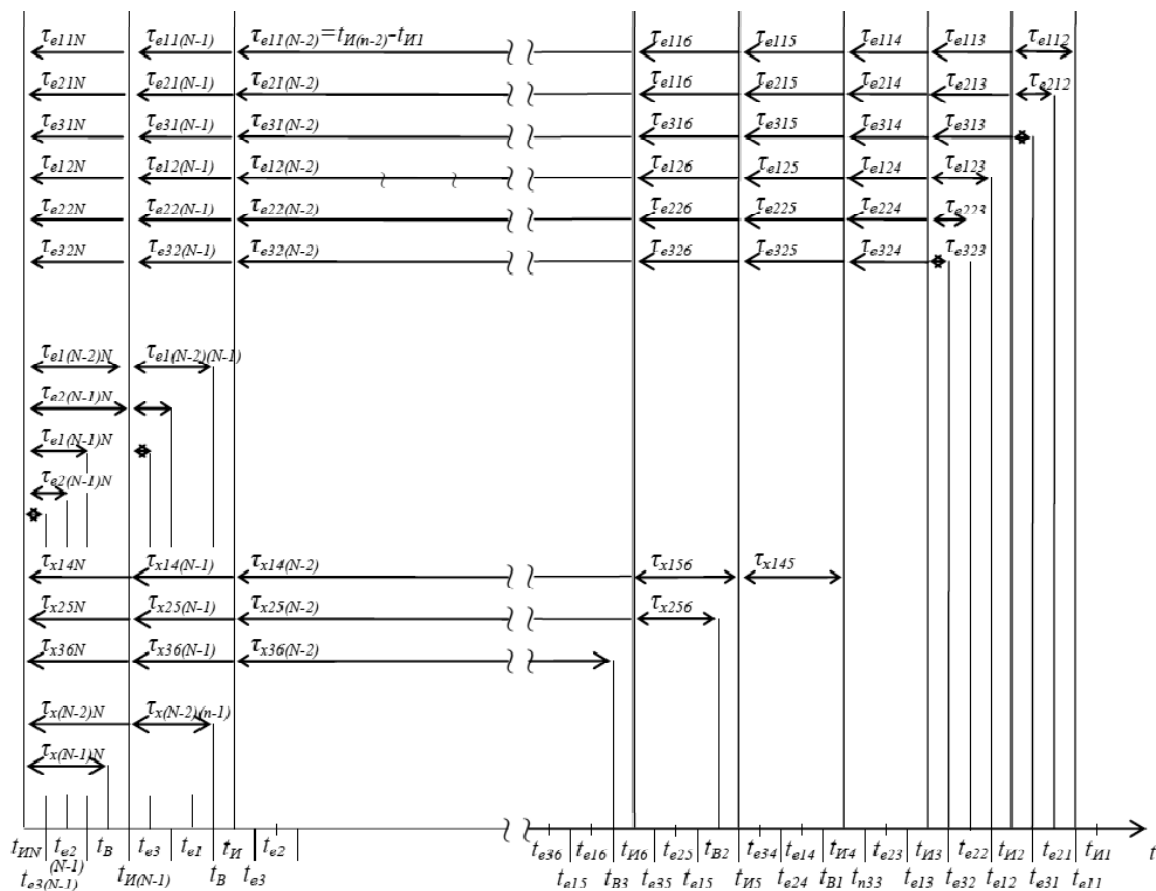 τe11N τe11(N-1) τe11(N-2)=tИ(n-2)-tИ1 τe116 τe115 τe114 τe113 τe112
τe21N τe21(N-1) τe21(N-2) τe116 τe215 τe214 τe213 τe212
τe31N τe31(N-1) τe31(N-2) τe316 τe315 τe314 τe313
τe12N τe12(N-1) τe12(N-2) τe126 τe125 τe124 τe123
τe22N τe22(N-1) τe22(N-2) τe226 τe225 τe224 τe223
τe32N τe32(N-1) τe32(N-2) τe326 τe325 τe324 τe323
τe1(N-2)N τe1(N-2)(N-1)
τe2(N-1)N
τe1(N-1)N
τe2(N-1)N
τx14N τx14(N-1) τx14(N-2) τx156 τx145
τx25N τx25(N-1) τx25(N-2) τx256
τx36N τx36(N-1) τx36(N-2)
τx(N-2)N τx(N-2)(n-1)
τx(N-1)N
tИN te2 tB te3 te1 tИ te2 te36 te16 tИ6 te25 tB2 te34 te14 tИ4 te23 tИ3 te22 tИ2 te21 tИ1 t
(N-1)
te3(N-1) tИ(N-1) tB te3 te15 tB3 te35 te15 tИ5 te24 tB1 tn33 te13 te32 te12 te31 te11